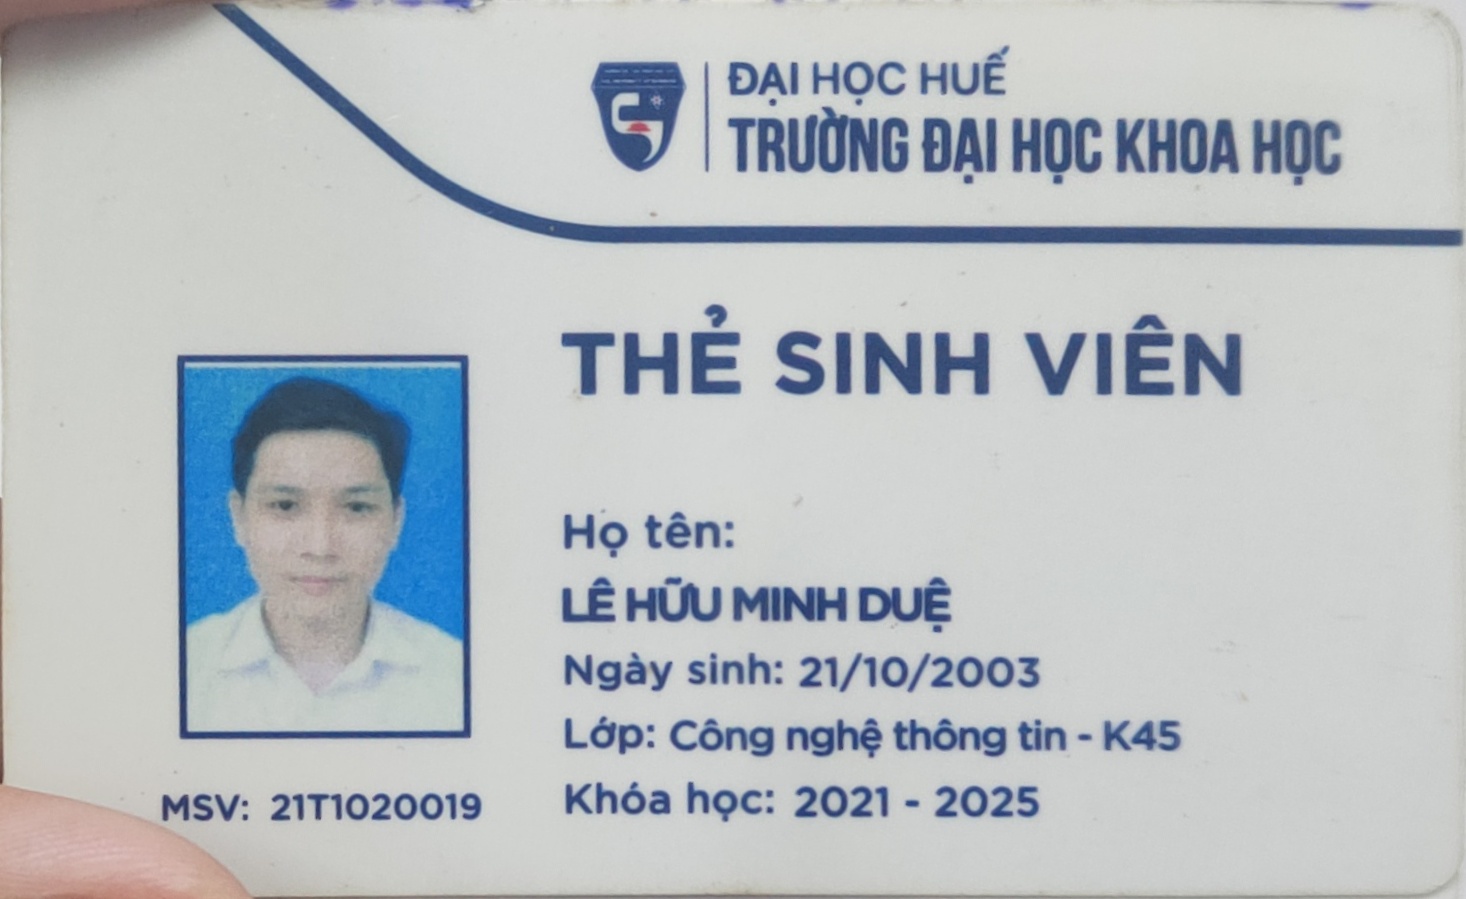 ĐẠI HỌC HUẾ
TRƯỜNG ĐẠI HỌC KHOA HỌC
THẺ SINH VIÊN
Họ tên:
LÊ HỮU MINH DUỆ
Ngày sinh: 21/10/2003
Lớp: Công nghệ thông tin - K45
Khóa học: 2021 - 2025
MSV: 21T1020019